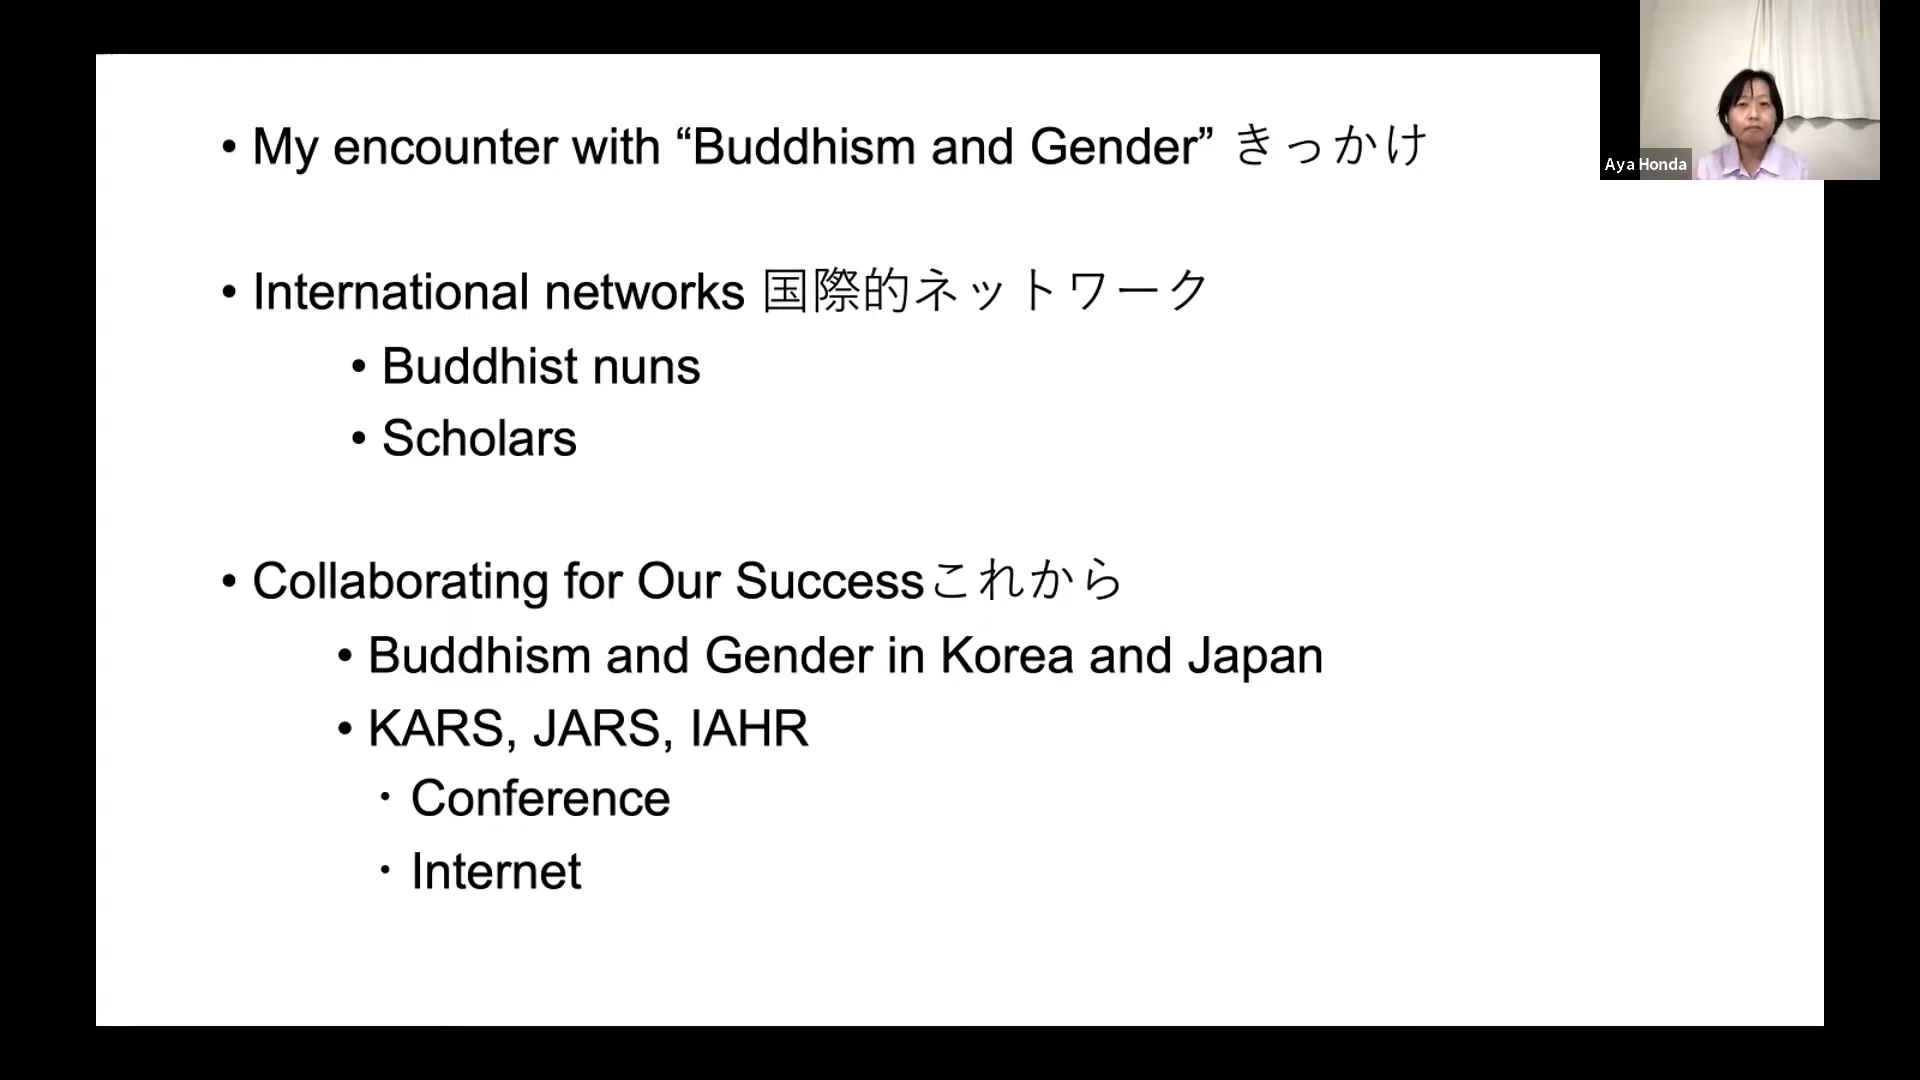 • My encounter with “Buddhism and Gender” きっかけ
Aya Honda
• International networks 国際的ネットワーク
• Buddhist nuns
• Scholars
• Collaborating for Our Successこれから
• Buddhism and Gender in Korea and Japan
• KARS, JARS, IAHR
・Conference
・Internet